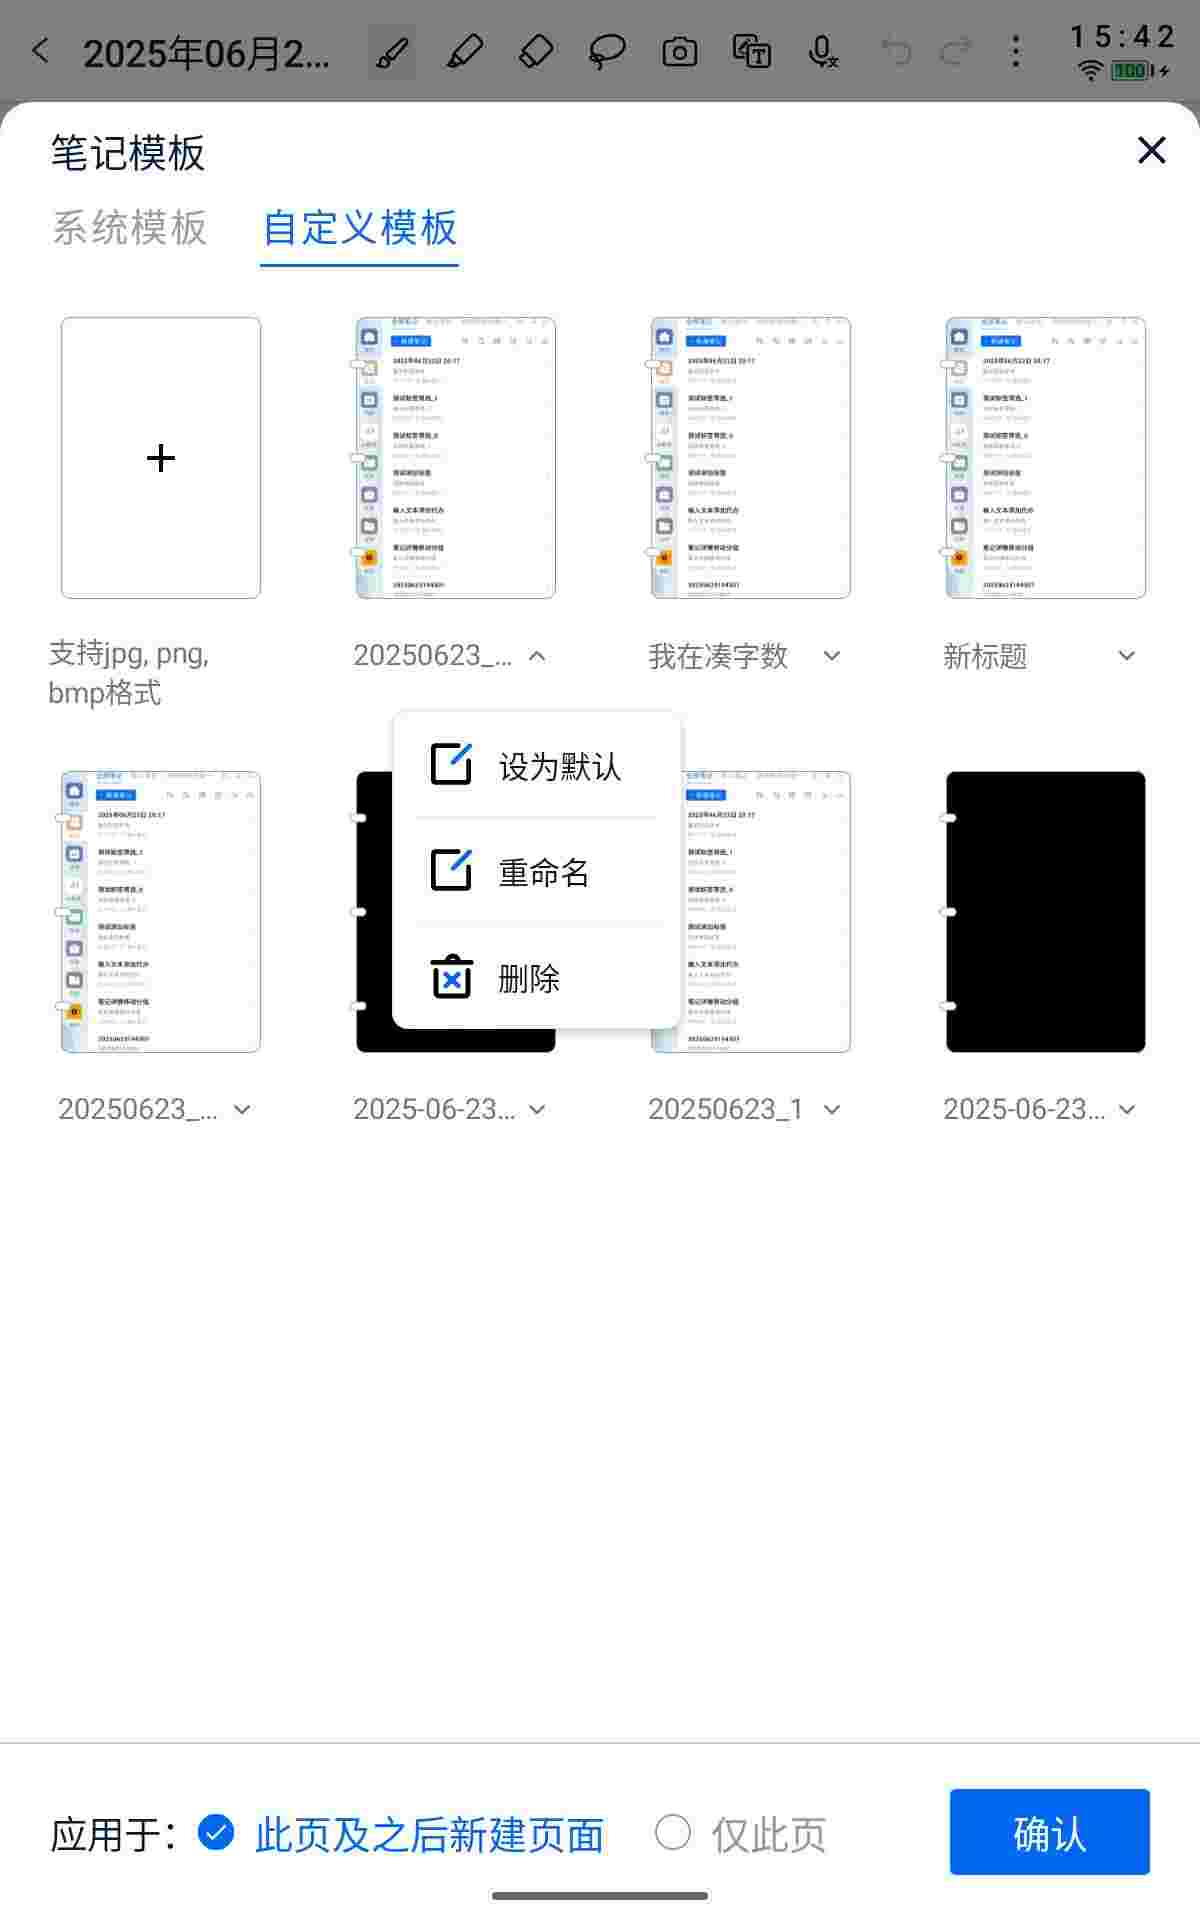 2025年06月2...
15:42
100
笔记模板
系统模板
自定义模板
支持jpg, png,
bmp格式
20250623_...
我在凑字数
新标题
设为默认
重命名
删除
20250623_...
2025-06-23...
20250623_1
2025-06-23...
应用于：
此页及之后新建页面
仅此页
确认